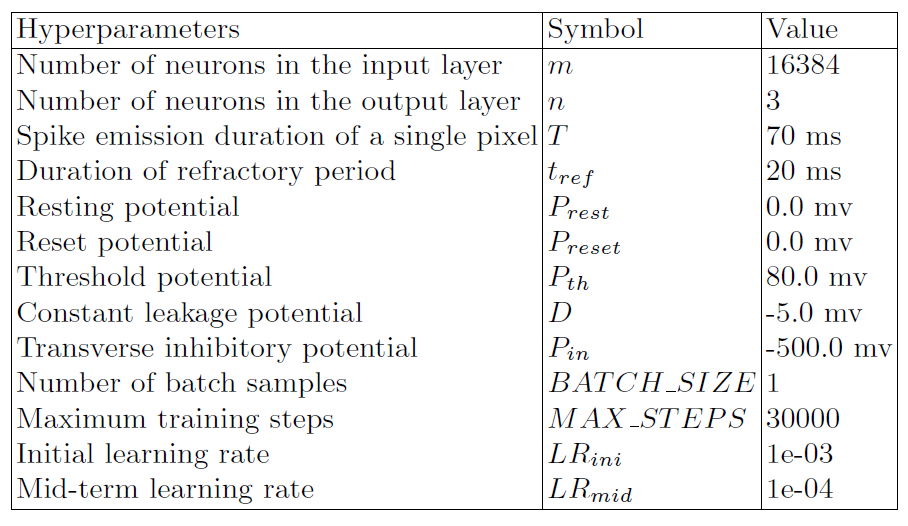 Hyperparameters Symbol Value
Number of neurons in the input layer m 16384
Number of neurons in the output layer n 3
Spike emission duration of a single pixel T 70 ms
Duration of refractory period t_{ref} 20 ms
Resting potential P_{rest} 0.0 mv
Reset potential P_{reset} 0.0 mv
Threshold potential P_{th} 80.0 mv
Constant leakage potential D -5.0 mv
Transverse inhibitory potential P_{in} -500.0 mv
Number of batch samples BATCH_SIZE 1
Maximum training steps MAX_STEPS 30000
Initial learning rate LR_{ini} 1e-03
Mid-term learning rate LR_{mid} 1e-04